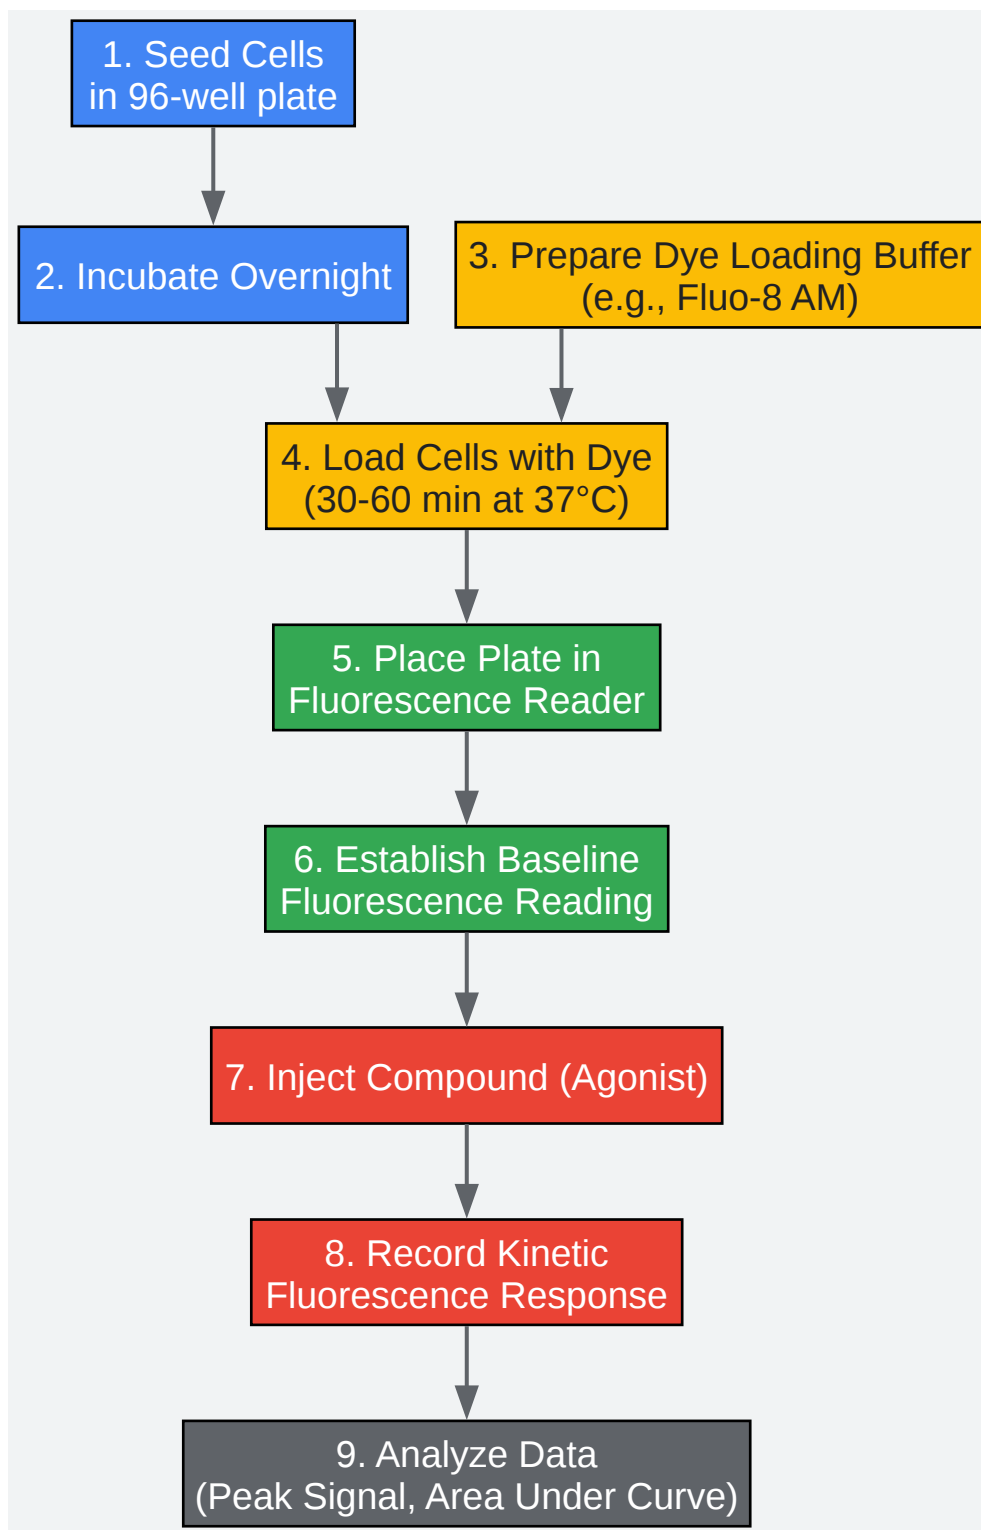 1. Seed Cells
in 96-well plate
2. Incubate Overnight
3. Prepare Dye Loading Buffer
(e.g., Fluo-8 AM)
4. Load Cells with Dye
(30-60 min at 37°C)
5. Place Plate in
Fluorescence Reader
6. Establish Baseline
Fluorescence Reading
7. Inject Compound (Agonist)
8. Record Kinetic
Fluorescence Response
9. Analyze Data
(Peak Signal, Area Under Curve)